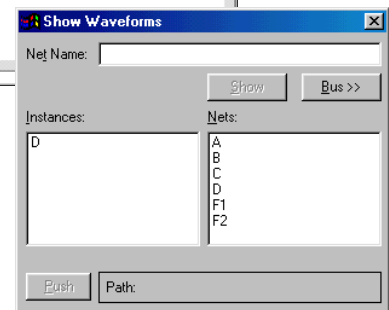 Show Waveforms
Net Name:
Show Bus >>
Instances: Nets:
D A
B
C
D
F1
F2
Push Path: